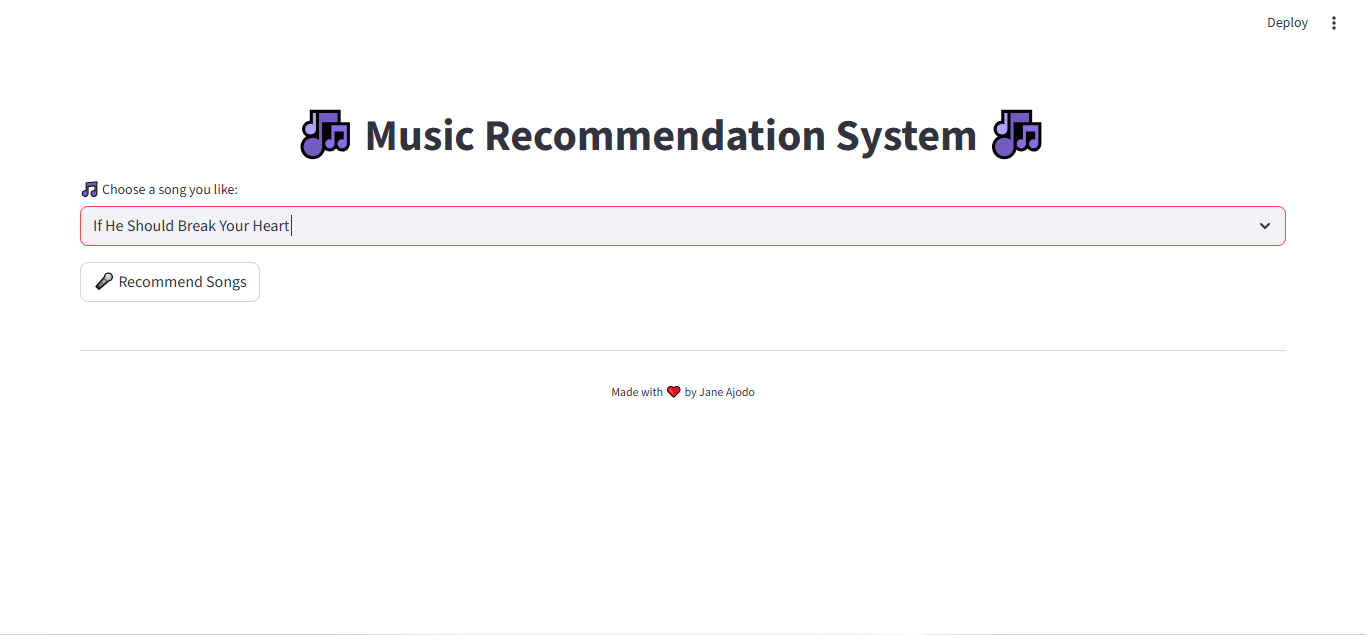 Deploy
🎶 Music Recommendation System 🎶
🎵 Choose a song you like:
If He Should Break Your Heart
🎤 Recommend Songs
Made with ❤️ by Jane Ajodo